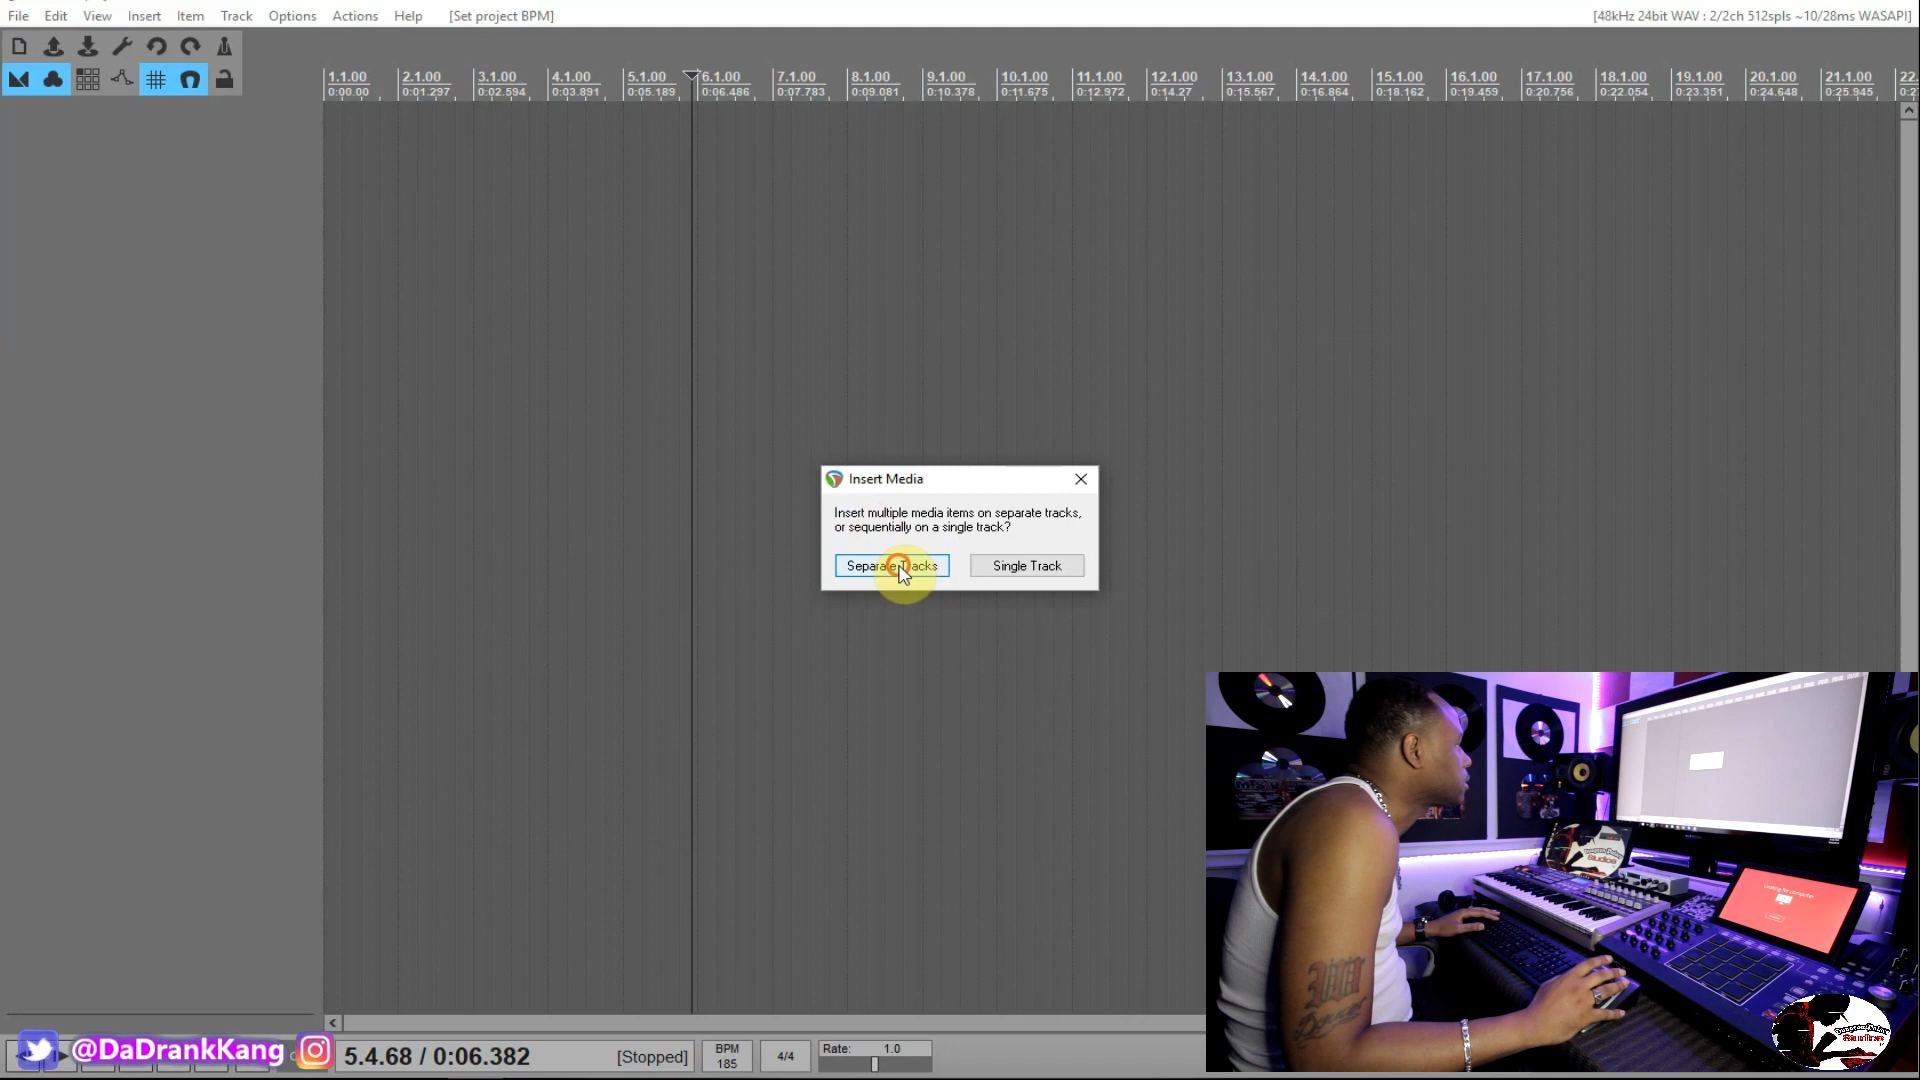 File Edit View Insert Item Track Options Actions Help [Set project BPM] [48kHz 24bit WAV : 2/2ch 512spls ~10/28ms WASAPI]
1.1.00 2.1.00 3.1.00 4.1.00 5.1.00 6.1.00 7.1.00 8.1.00 9.1.00 10.1.00 11.1.00 12.1.00 13.1.00 14.1.00 15.1.00 16.1.00 17.1.00 18.1.00 19.1.00 20.1.00 21.1.00 22.
0:00.00 0:01.297 0:02.594 0:03.891 0:05.189 0:06.486 0:07.783 0:09.081 0:10.378 0:11.675 0:12.972 0:14.27 0:15.567 0:16.864 0:18.162 0:19.459 0:20.756 0:22.054 0:23.351 0:24.648 0:25.945
Insert Media
Insert multiple media items on separate tracks,
or sequentially on a single track?
Separate Tracks Single Track
Looking for computer
Studios
@DaDrankKang
5.4.68 / 0:06.382 [Stopped]
BPM
185
4/4
Rate: 1.0
Studios